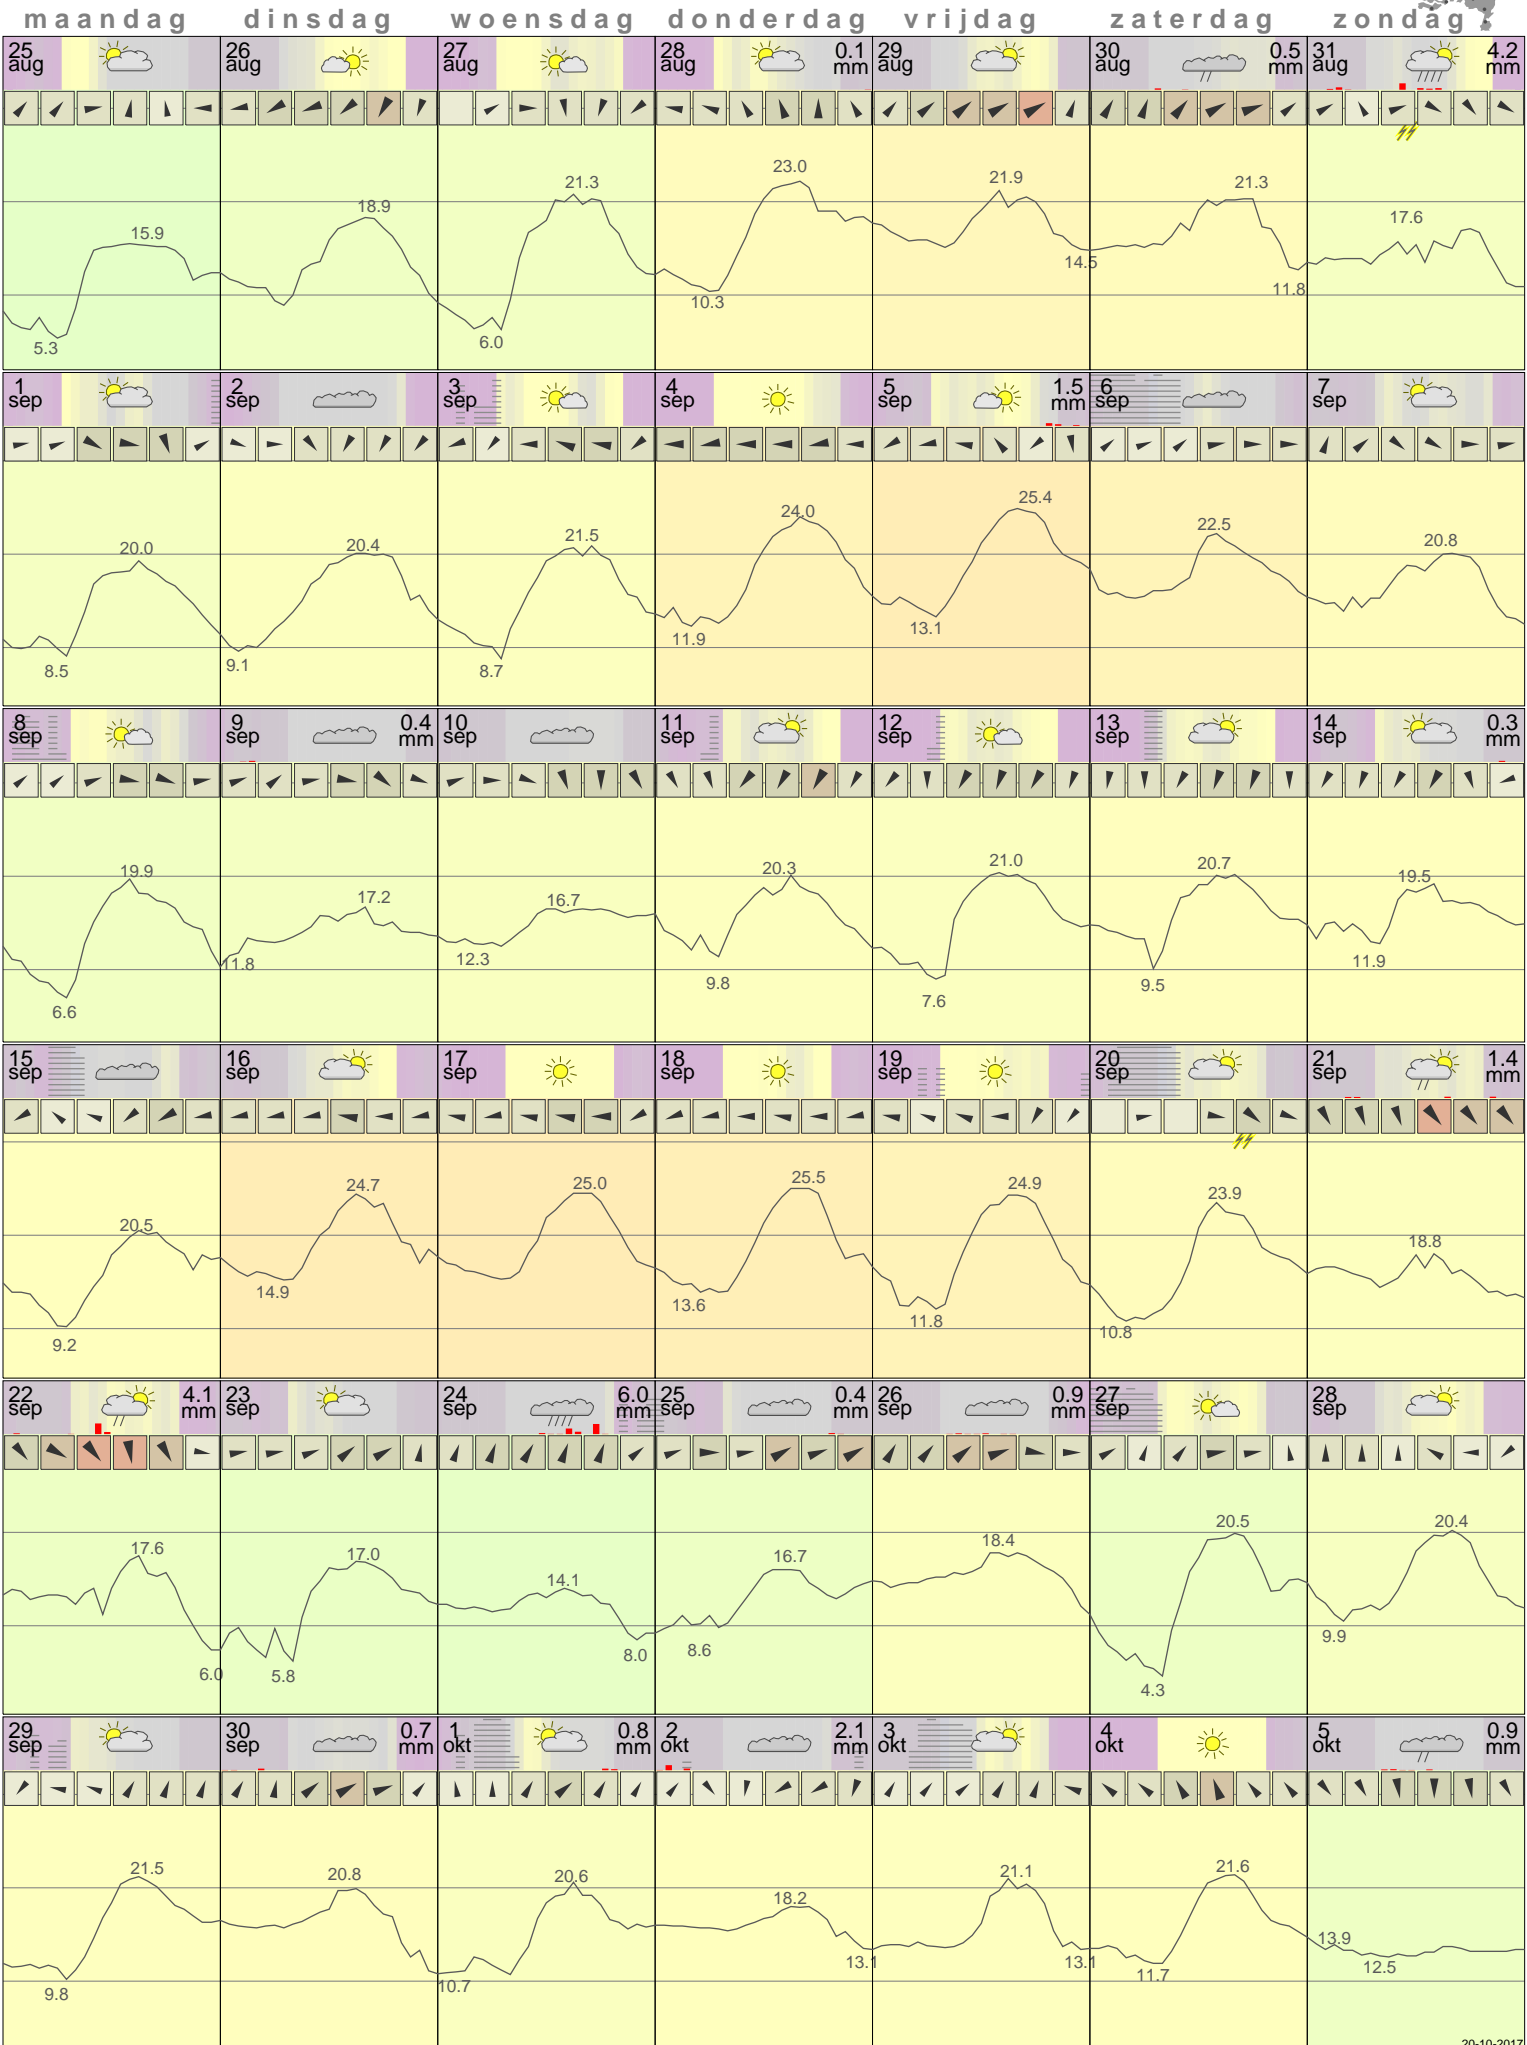 maandag dinsdag woensdag donderdag vrijdag zaterdag zondag
25 26 27 28 0.1 29 30 0.5 31 4.2
aug aug aug aug mm aug aug mm aug mm
23.0
21.3 21.9 21.3
18.9 17.6
15.9
14.5
10.3 11.8
5.3 6.0
1 2 3 4 5 1.5 6 7
sep sep sep sep sep mm sep sep
25.4
24.0 22.5
20.0 20.4 21.5 20.8
11.9 13.1
8.5 9.1 8.7
8 9 0.4 10 11 12 13 14 0.3
sep sep mm sep sep sep sep sep mm
19.9 20.3 21.0 20.7 19.5
17.2 16.7
11.8 12.3 11.9
9.8 9.5
6.6 7.6
15 16 17 18 19 20 21 1.4
sep sep sep sep sep sep sep mm
24.7 25.0 25.5 24.9 23.9
20.5 18.8
14.9 13.6 11.8
9.2 10.8
22 4.1 23 24 6.0 25 0.4 26 0.9 27 28
sep mm sep sep mm sep mm sep mm sep sep
20.5 20.4
17.6 17.0 16.7 18.4
14.1
8.0 8.6 9.9
6.0 5.8 4.3
29 30 0.7 1 0.8 2 2.1 3 4 5 0.9
sep sep mm okt mm okt mm okt okt okt mm
21.5 20.8 20.6 21.1 21.6
18.2
13.9
13.1 13.1 12.5
9.8 10.7 11.7
20-10-2017